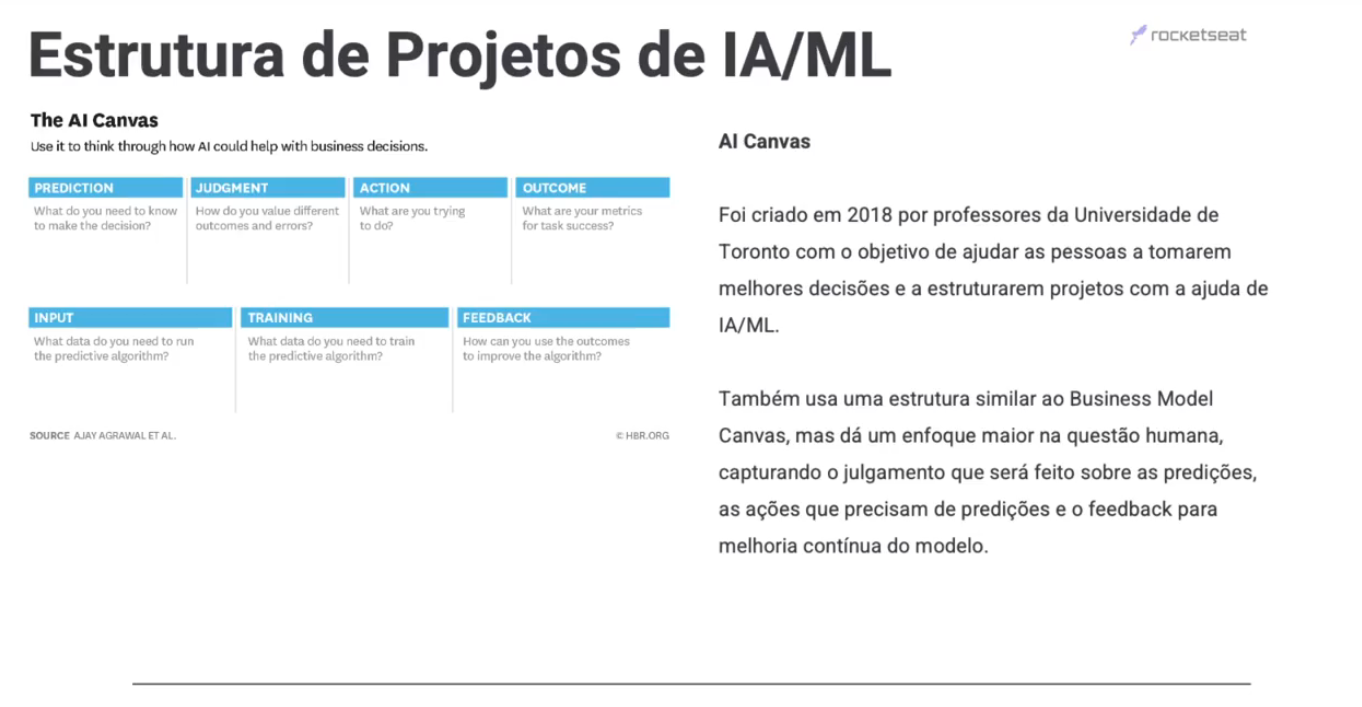 Estrutura de Projetos de IA/ML
rocketseat
The AI Canvas
Use it to think through how AI could help with business decisions.
PREDICTION
What do you need to know
to make the decision?
JUDGMENT
How do you value different
outcomes and errors?
ACTION
What are you trying
to do?
OUTCOME
What are your metrics
for task success?
INPUT
What data do you need to run
the predictive algorithm?
TRAINING
What data do you need to train
the predictive algorithm?
FEEDBACK
How can you use the outcomes
to improve the algorithm?
SOURCE AJAY AGRAWAL ET AL.
© HBR.ORG
AI Canvas
Foi criado em 2018 por professores da Universidade de
Toronto com o objetivo de ajudar as pessoas a tomarem
melhores decisões e a estruturarem projetos com a ajuda de
IA/ML.
Também usa uma estrutura similar ao Business Model
Canvas, mas dá um enfoque maior na questão humana,
capturando o julgamento que será feito sobre as predições,
as ações que precisam de predições e o feedback para
melhoria contínua do modelo.